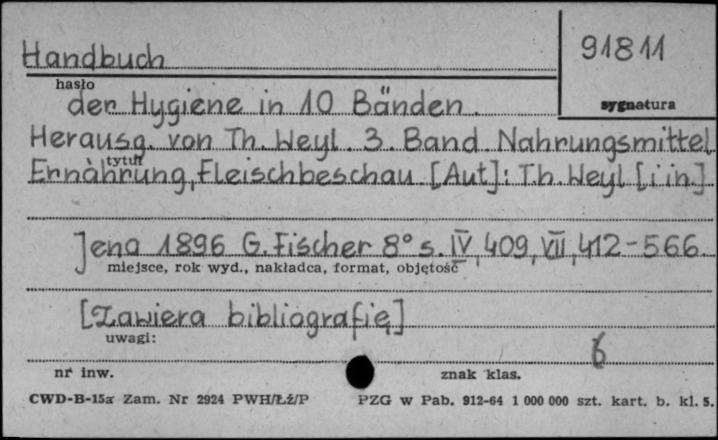 Handbuch
91811
hasło
sygnatura
der Hygiene in 10 Bänden.
Herausg. von Th. Weyl. 3. Band. Nahrungsmittel
tytuł
Ernährung, Fleischbeschau [Aut]: Th. Weyl [i in.]
Jena 1896 G. Fischer 8° s. IV, 409, VII, 412-566.
miejsce, rok wyd., nakładca, format, objętość
[Zawiera bibliografię]
uwagi:
6
nr inw.
znak klas.
CWD-B-15a Zam. Nr 2924 PWH/Łź/P PZG w Pab. 912-64 1 000 000 szt. kart. b. kl. 5.